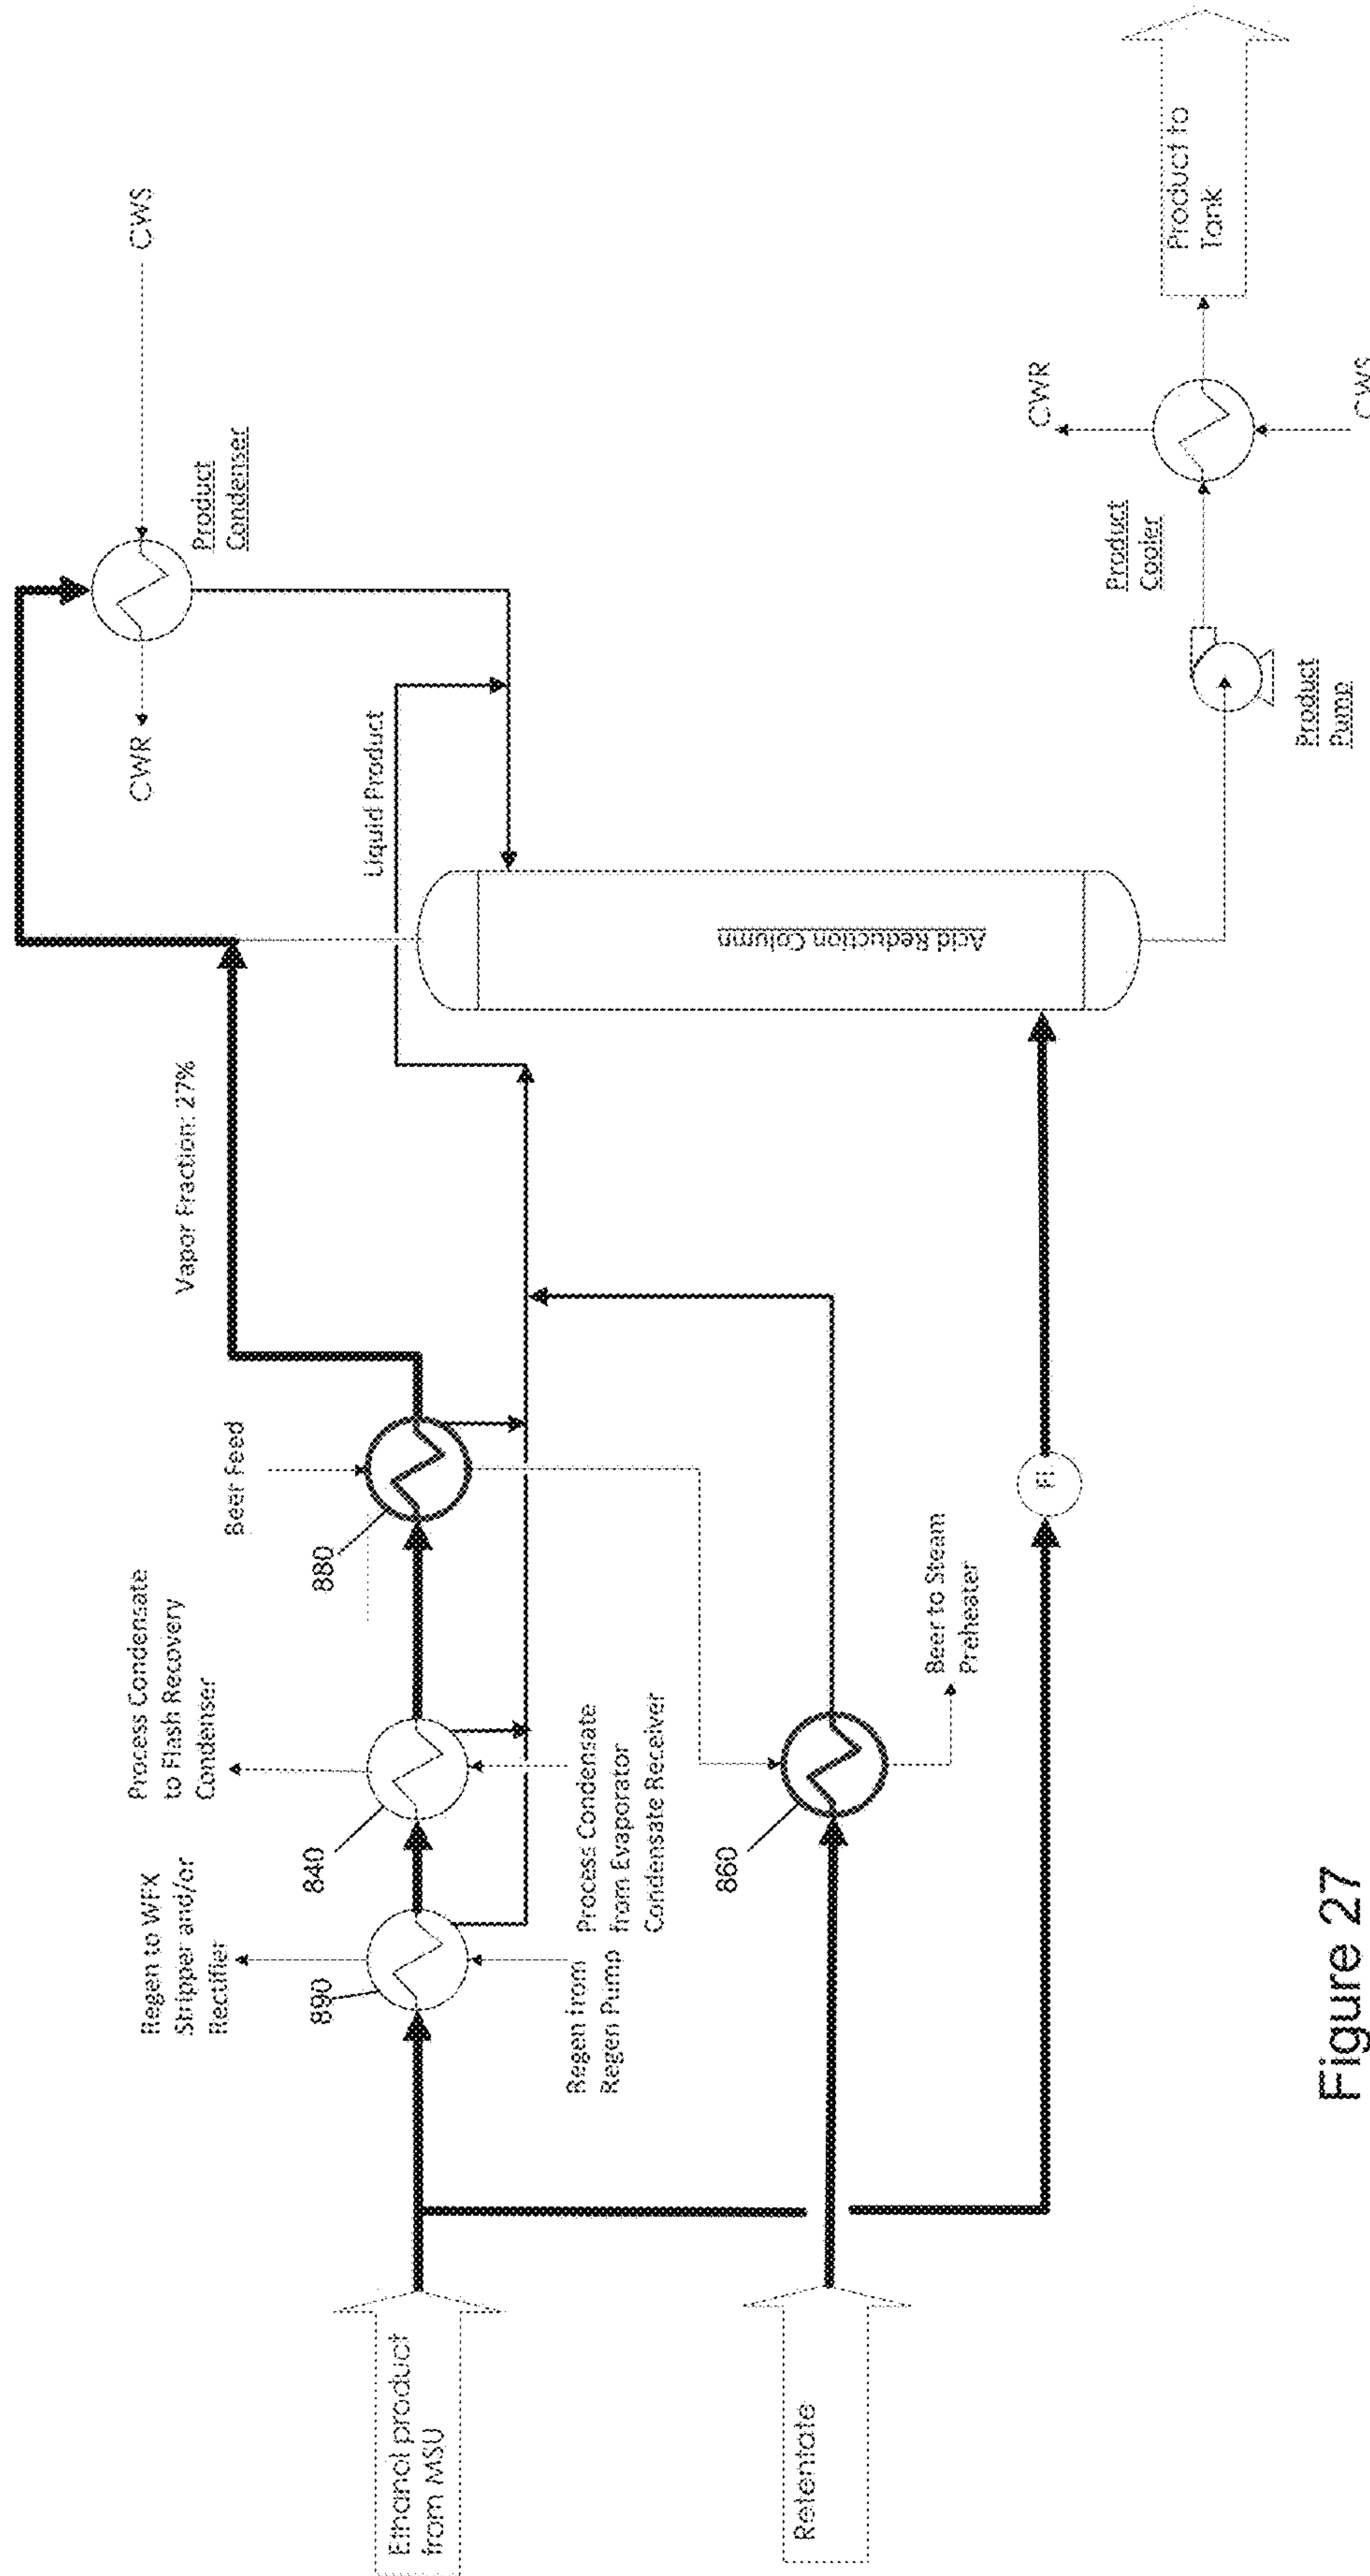 CWS
CWR
Product
Condenser
Vapor Fraction: 27%
Liquid Product
Beer Feed
880
Process Condensate
to Flash Recovery
Condenser
840
Regen to WFX
Stripper and/or
Rectifier
890
Ethanol product
from MSU
Regen from
Regen Pump
Process Condensate
from Evaporator
Condensate Receiver
860
Beer to Steam
Preheater
Retentate
FI
Acid Reduction Column
Product
Pump
Product
Cooler
CWR
CWS
Product to
Tank
Figure 27